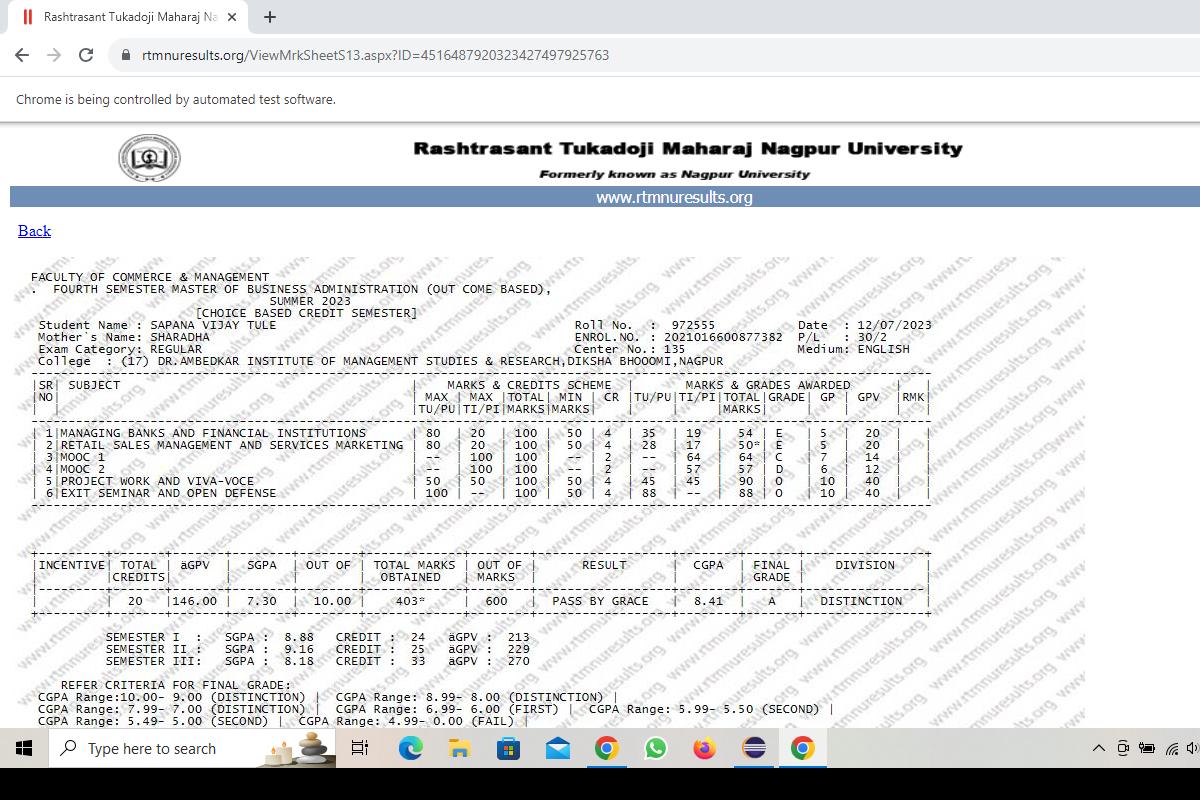 Rashtrasant Tukadoji Maharaj Na
rtmnuresults.org/ViewMrkSheetS13.aspx?ID=4516487920323427497925763
Chrome is being controlled by automated test software.
Rashtrasant Tukadoji Maharaj Nagpur University
Formerly known as Nagpur University
www.rtmnuresults.org
Back
FACULTY OF COMMERCE & MANAGEMENT
. FOURTH SEMESTER MASTER OF BUSINESS ADMINISTRATION (OUT COME BASED),
SUMMER 2023
[CHOICE BASED CREDIT SEMESTER]
Student Name : SAPANA VIJAY TULE Roll No. : 972555 Date : 12/07/2023
Mother's Name: SHARADHA ENROL.NO. : 2021016600877382 P/L : 30/2
Exam Category: REGULAR Center No.: 135 Medium: ENGLISH
College : (17) DR.AMBEDKAR INSTITUTE OF MANAGEMENT STUDIES & RESEARCH,DIKSHA BHOOOMI,NAGPUR
|SR| SUBJECT | MARKS & CREDITS SCHEME | MARKS & GRADES AWARDED | |
|NO| | MAX | MAX |TOTAL| MIN | CR |TU/PU|TI/PI|TOTAL|GRADE| GP | GPV |RMK|
| | |TU/PU|TI/PI|MARKS|MARKS| | | |MARKS| | | | |
| 1|MANAGING BANKS AND FINANCIAL INSTITUTIONS | 80 | 20 | 100 | 50 | 4 | 35 | 19 | 54 | E | 5 | 20 | |
| 2|RETAIL SALES MANAGEMENT AND SERVICES MARKETING | 80 | 20 | 100 | 50 | 4 | 28 | 17 | 50* | E | 5 | 20 | |
| 3|MOOC 1 | -- | 100 | 100 | -- | 2 | -- | 64 | 64 | C | 7 | 14 | |
| 4|MOOC 2 | -- | 100 | 100 | -- | 2 | -- | 57 | 57 | D | 6 | 12 | |
| 5|PROJECT WORK AND VIVA-VOCE | 50 | 50 | 100 | 50 | 4 | 45 | 45 | 90 | O | 10 | 40 | |
| 6|EXIT SEMINAR AND OPEN DEFENSE | 100 | -- | 100 | 50 | 4 | 88 | -- | 88 | O | 10 | 40 | |
|INCENTIVE| TOTAL | äGPV | SGPA | OUT OF | TOTAL MARKS | OUT OF | RESULT | CGPA | FINAL | DIVISION |
| |CREDITS| | | | OBTAINED | MARKS | | | GRADE | |
| | 20 |146.00 | 7.30 | 10.00 | 403* | 600 | PASS BY GRACE | 8.41 | A | DISTINCTION |
SEMESTER I : SGPA : 8.88 CREDIT : 24 äGPV : 213
SEMESTER II : SGPA : 9.16 CREDIT : 25 äGPV : 229
SEMESTER III: SGPA : 8.18 CREDIT : 33 äGPV : 270
REFER CRITERIA FOR FINAL GRADE:
CGPA Range:10.00- 9.00 (DISTINCTION) | CGPA Range: 8.99- 8.00 (DISTINCTION) |
CGPA Range: 7.99- 7.00 (DISTINCTION) | CGPA Range: 6.99- 6.00 (FIRST) | CGPA Range: 5.99- 5.50 (SECOND) |
CGPA Range: 5.49- 5.00 (SECOND) | CGPA Range: 4.99- 0.00 (FAIL) |
Type here to search